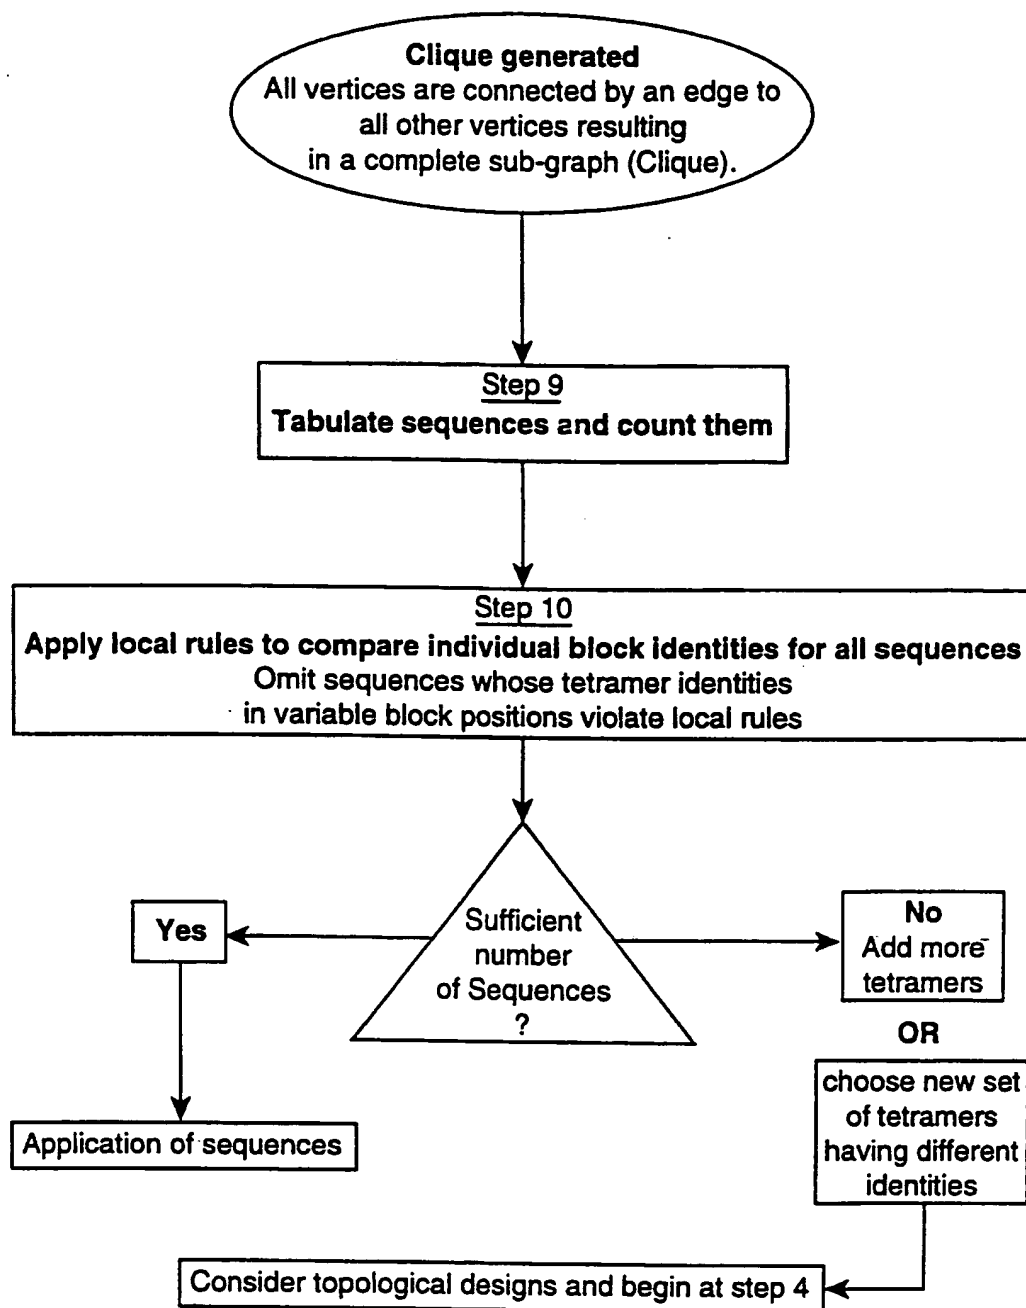 Clique generated
All vertices are connected by an edge to
all other vertices resulting
in a complete sub-graph (Clique).
Step 9
Tabulate sequences and count them
Step 10
Apply local rules to compare individual block identities for all sequences
Omit sequences whose tetramer identities
in variable block positions violate local rules
Sufficient
number
of Sequences
?
Yes
No
Add more
tetramers
OR
choose new set
of tetramers
having different
identities
Application of sequences
Consider topological designs and begin at step 4